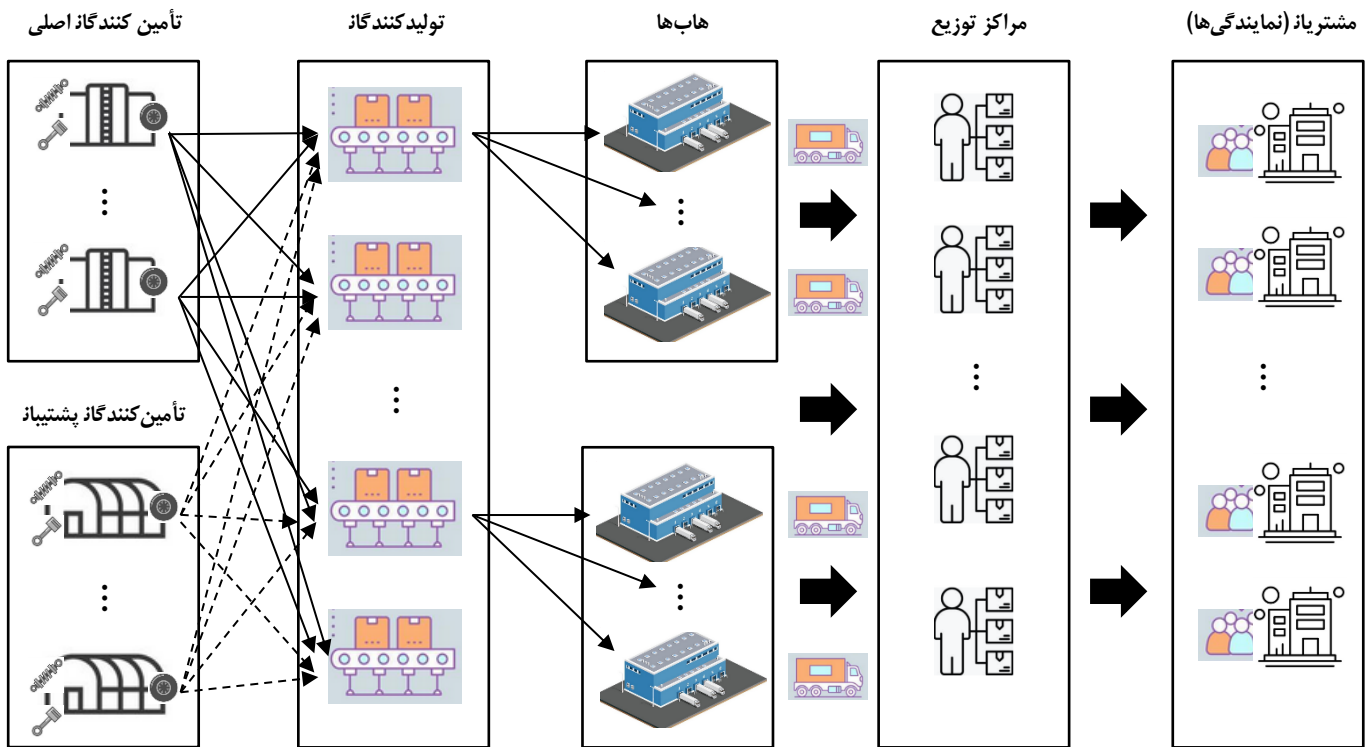 تأمین کنندگان اصلی
تولیدکنندگان
هاب‌ها
مراکز توزیع
مشتریان (نمایندگی‌ها)
تأمین‌کنندگان پشتیبان